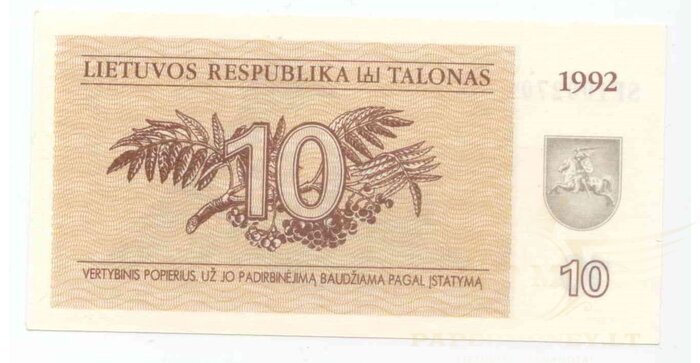 LIETUVOS RESPUBLIKA TALONAS
1992
10
VERTYBINIS POPIERIUS. UŽ JO PADIRBINĖJIMĄ BAUDŽIAMA PAGAL ĮSTATYMĄ
10